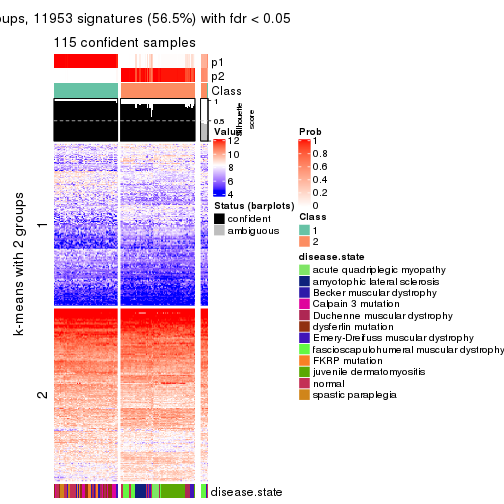 oups, 11953 signatures (56.5%) with fdr < 0.05
115 confident samples
p1
p2
Class
1
0.5
Silhouette
score
k-means with 2 groups
1
2
disease.state
Value
12
10
8
6
4
Status (barplots)
confident
ambiguous
Prob
1
0.8
0.6
0.4
0.2
0
Class
1
2
disease.state
acute quadriplegic myopathy
amyotophic lateral sclerosis
Becker muscular dystrophy
Calpain 3 mutation
Duchenne muscular dystrophy
dysferlin mutation
Emery-Dreifuss muscular dystrophy
fascioscapulohumeral muscular dystrophy
FKRP mutation
juvenile dermatomyositis
normal
spastic paraplegia